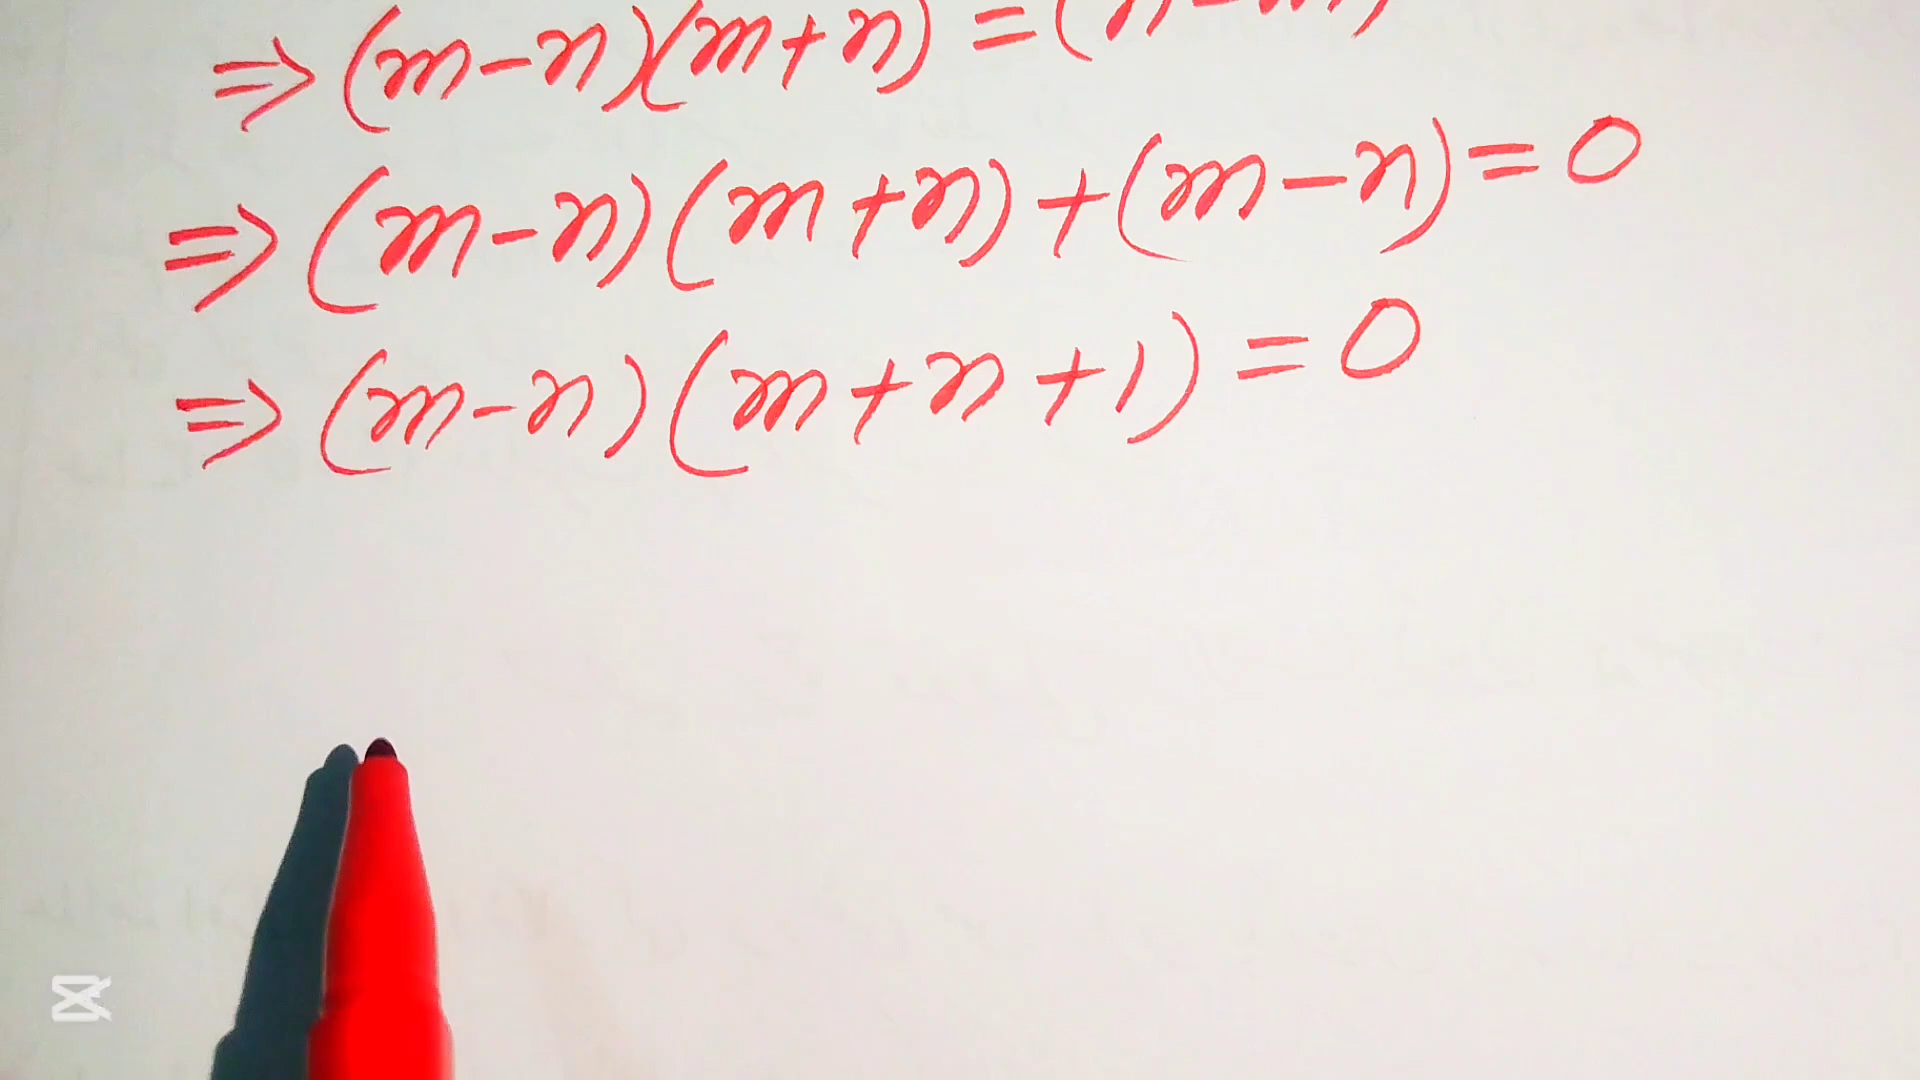 ⇒(m-n)(m+n)=(n-m)
⇒(m-n)(m+n)+(m-n)=0
⇒(m-n)(m+n+1)=0